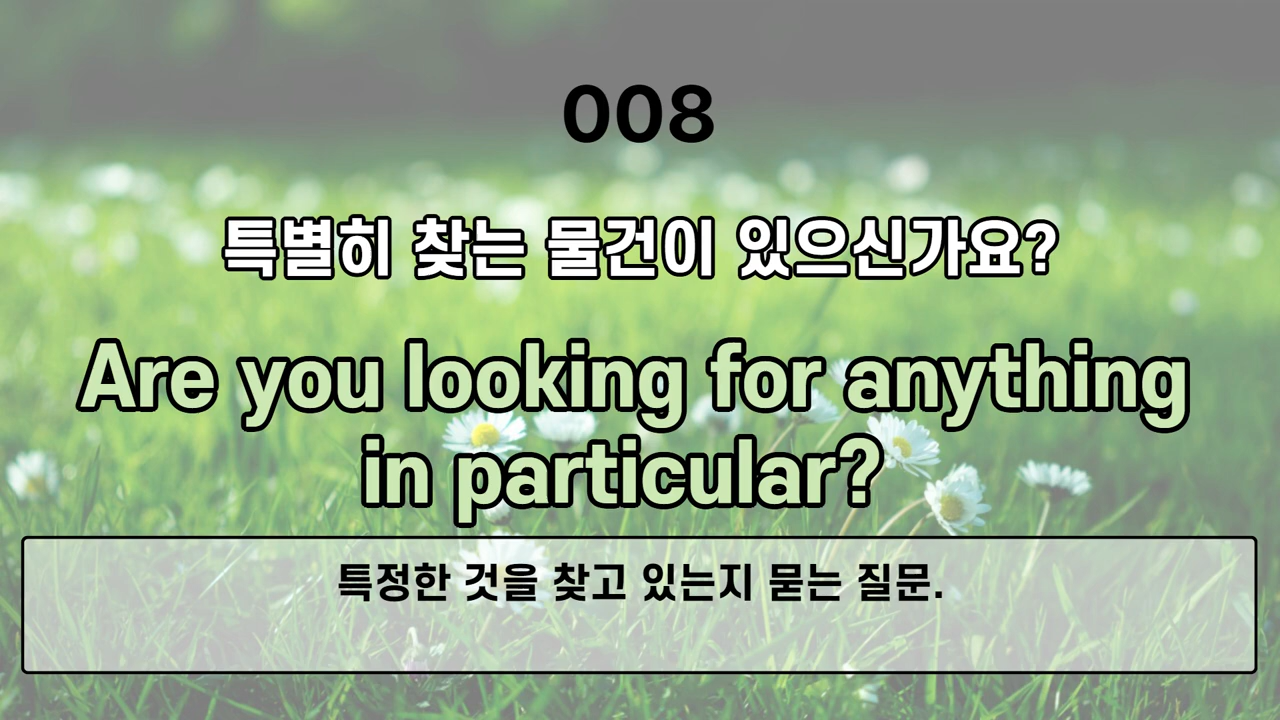 008
특별히 찾는 물건이 있으신가요?
Are you looking for anything
in particular?
특정한 것을 찾고 있는지 묻는 질문.